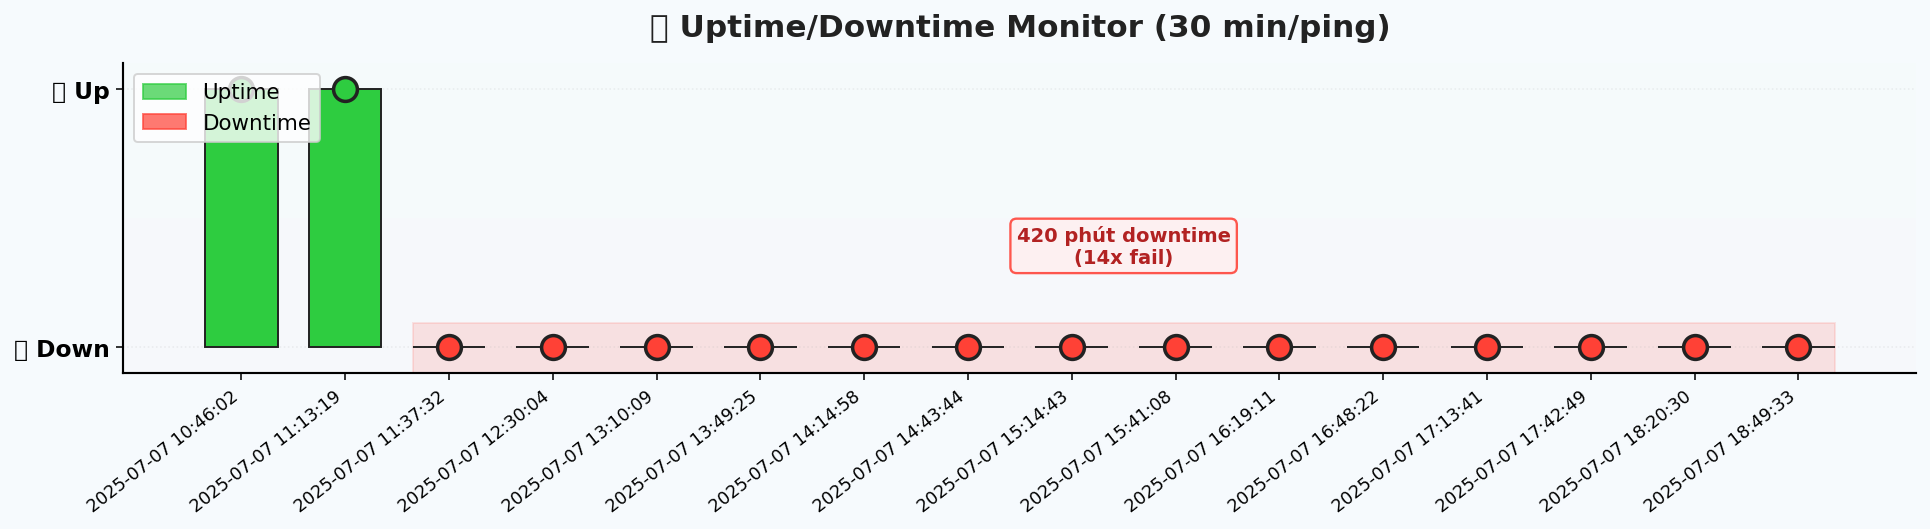 Uptime/Downtime Monitor (30 min/ping)
Up
Uptime
Downtime
420 phút downtime
(14x fail)
Down
2025-07-07 10:46:02
2025-07-07 11:13:19
2025-07-07 11:37:32
2025-07-07 12:30:04
2025-07-07 13:10:09
2025-07-07 13:49:25
2025-07-07 14:14:58
2025-07-07 14:43:44
2025-07-07 15:14:43
2025-07-07 15:41:08
2025-07-07 16:19:11
2025-07-07 16:48:22
2025-07-07 17:13:41
2025-07-07 17:42:49
2025-07-07 18:20:30
2025-07-07 18:49:33